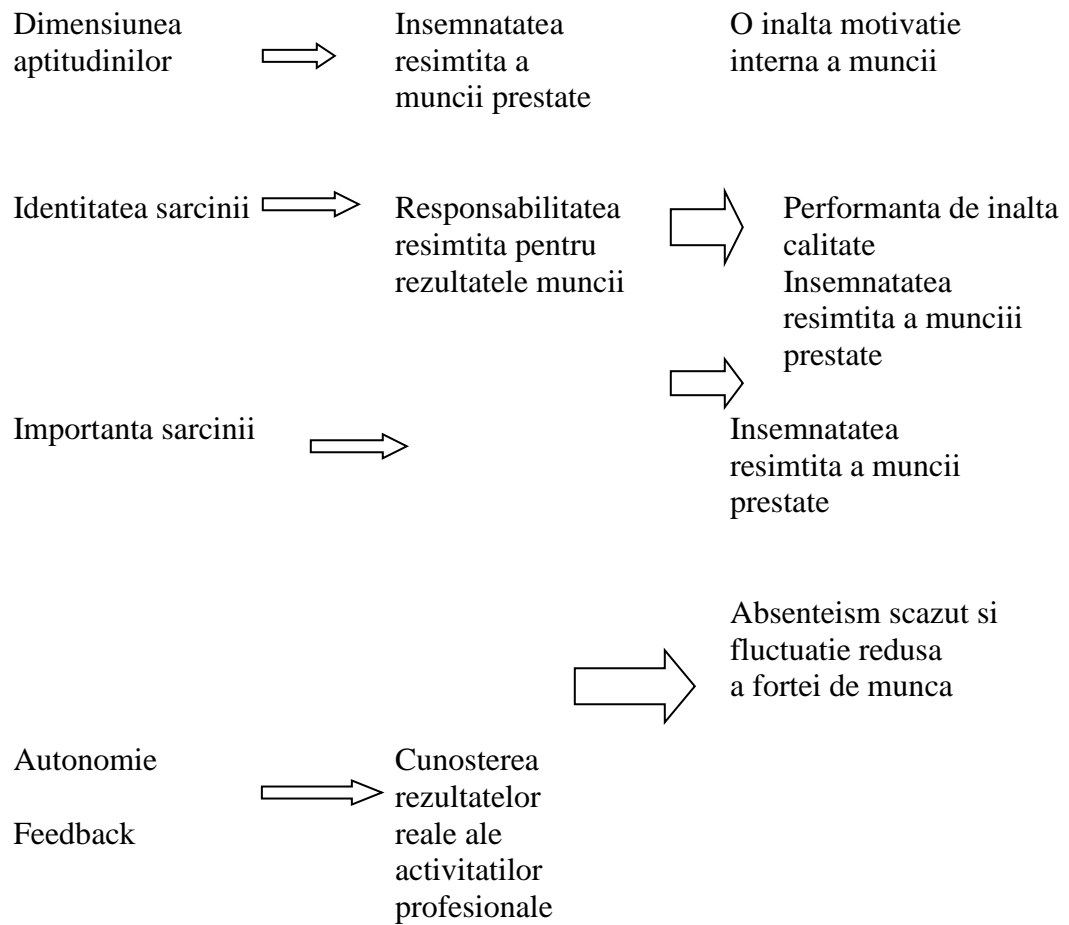 Dimensiunea
aptitudinilor
Insemnatatea
resimtita a
muncii prestate
O inalta motivatie
interna a muncii
Identitatea sarcinii
Responsabilitatea
resimtita pentru
rezultatele muncii
Performanta de inalta
calitate
Insemnatatea
resimtita a munciii
prestate
Importanta sarcinii
Insemnatatea
resimtita a muncii
prestate
Absenteism scazut si
fluctuatie redusa
a fortei de munca
Autonomie
Feedback
Cunosterea
rezultatelor
reale ale
activitatilor
profesionale